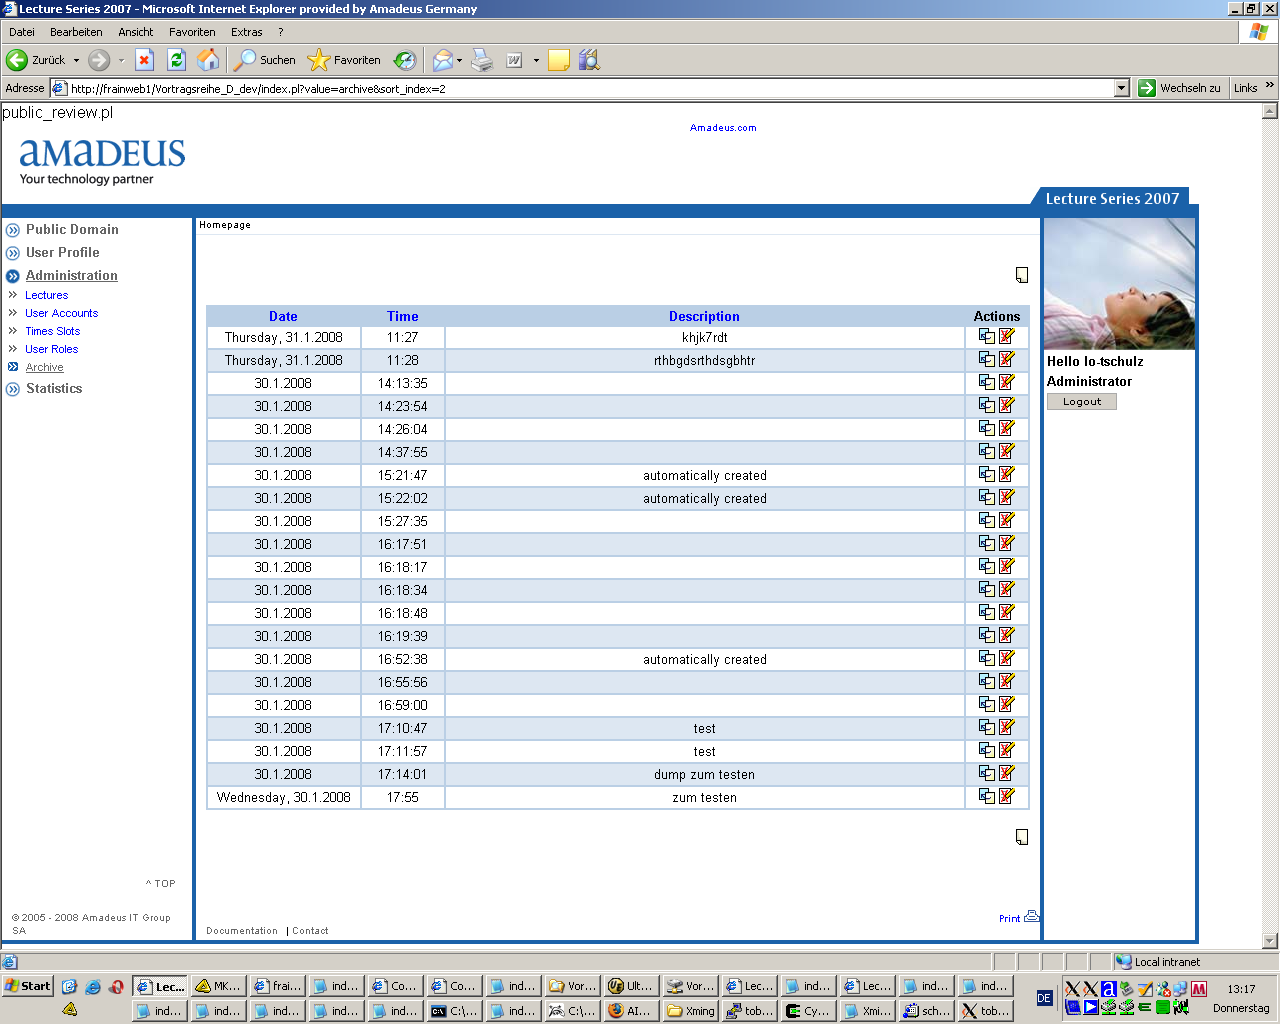 Lecture Series 2007 - Microsoft Internet Explorer provided by Amadeus Germany
Datei Bearbeiten Ansicht Favoriten Extras ?
Zurück Suchen Favoriten
Adresse http://frainweb1/Vortragsreihe_D_dev/index.pl?value=archive&sort_index=2 Wechseln zu Links »
public_review.pl
Amadeus.com
amadeus
Your technology partner
Lecture Series 2007
Public Domain
User Profile
Administration
Lectures
User Accounts
Times Slots
User Roles
Archive
Statistics
Homepage
Date Time Description Actions
Thursday, 31.1.2008 11:27 khjk7rdt
Thursday, 31.1.2008 11:28 rthbgdsrthdsgbhtr
30.1.2008 14:13:35
30.1.2008 14:23:54
30.1.2008 14:26:04
30.1.2008 14:37:55
30.1.2008 15:21:47 automatically created
30.1.2008 15:22:02 automatically created
30.1.2008 15:27:35
30.1.2008 16:17:51
30.1.2008 16:18:17
30.1.2008 16:18:34
30.1.2008 16:18:48
30.1.2008 16:19:39
30.1.2008 16:52:38 automatically created
30.1.2008 16:55:56
30.1.2008 16:59:00
30.1.2008 17:10:47 test
30.1.2008 17:11:57 test
30.1.2008 17:14:01 dump zum testen
Wednesday, 30.1.2008 17:55 zum testen
Hello lo-tschulz
Administrator
Logout
^ TOP
© 2005 - 2008 Amadeus IT Group
SA
Documentation | Contact
Print
Local intranet
Start Lec... MK... frai... ind... Co... Co... ind... Vor... Ult... Vor... Lec... ind... Lec... ind... ind... DE 13:17
ind... ind... ind... ind... ind... C:\... ind... C:\... AI... Xming tob... Cy... Xmi... sch... tob... Donnerstag